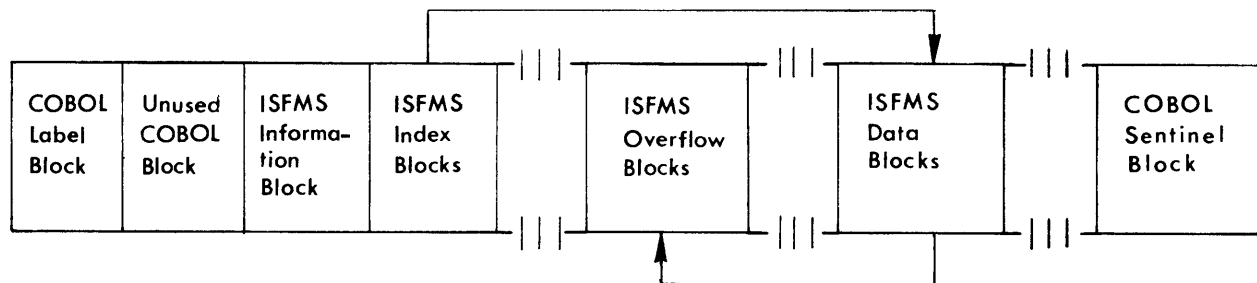 COBOL
Label
Block
Unused
COBOL
Block
ISFMS
Informa-
tion
Block
ISFMS
Index
Blocks
ISFMS
Overflow
Blocks
ISFMS
Data
Blocks
COBOL
Sentinel
Block